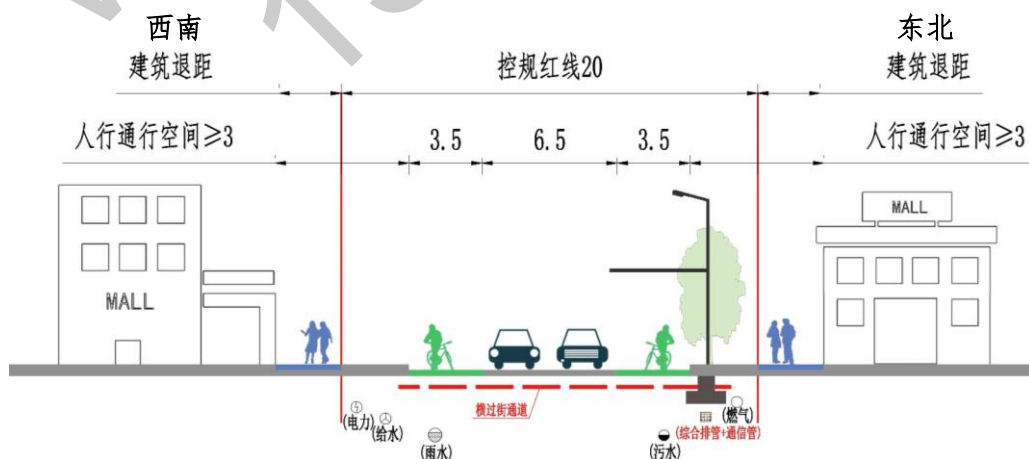 西南
东北
建筑退距
控规红线20
建筑退距
人行通行空间≥3
3.5
6.5
3.5
人行通行空间≥3
MALL
MALL
横过街通道
(电力)
(给水)
(雨水)
(污水)
(燃气)
(综合排管+通信管)